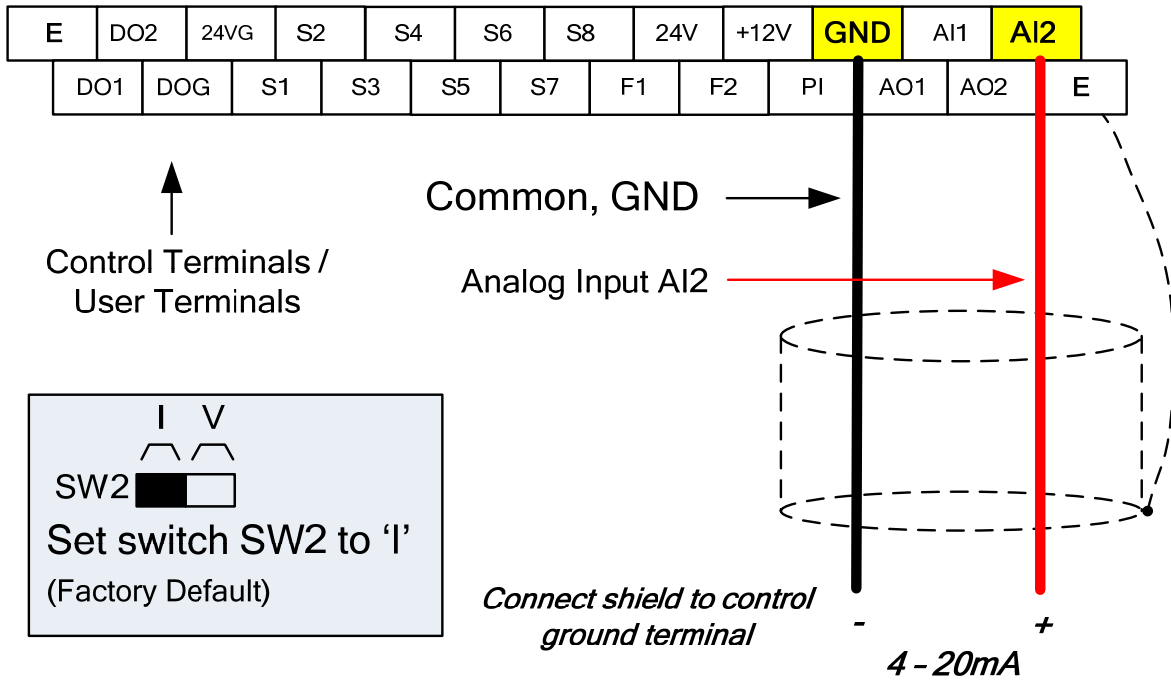 E DO2 24VG S2 S4 S6 S8 24V +12V GND AI1 AI2
DO1 DOG S1 S3 S5 S7 F1 F2 PI AO1 AO2 E
Common, GND
Control Terminals /
User Terminals
Analog Input AI2
I V
SW2
Set switch SW2 to ‘I’
(Factory Default)
Connect shield to control
ground terminal
- +
4 – 20mA